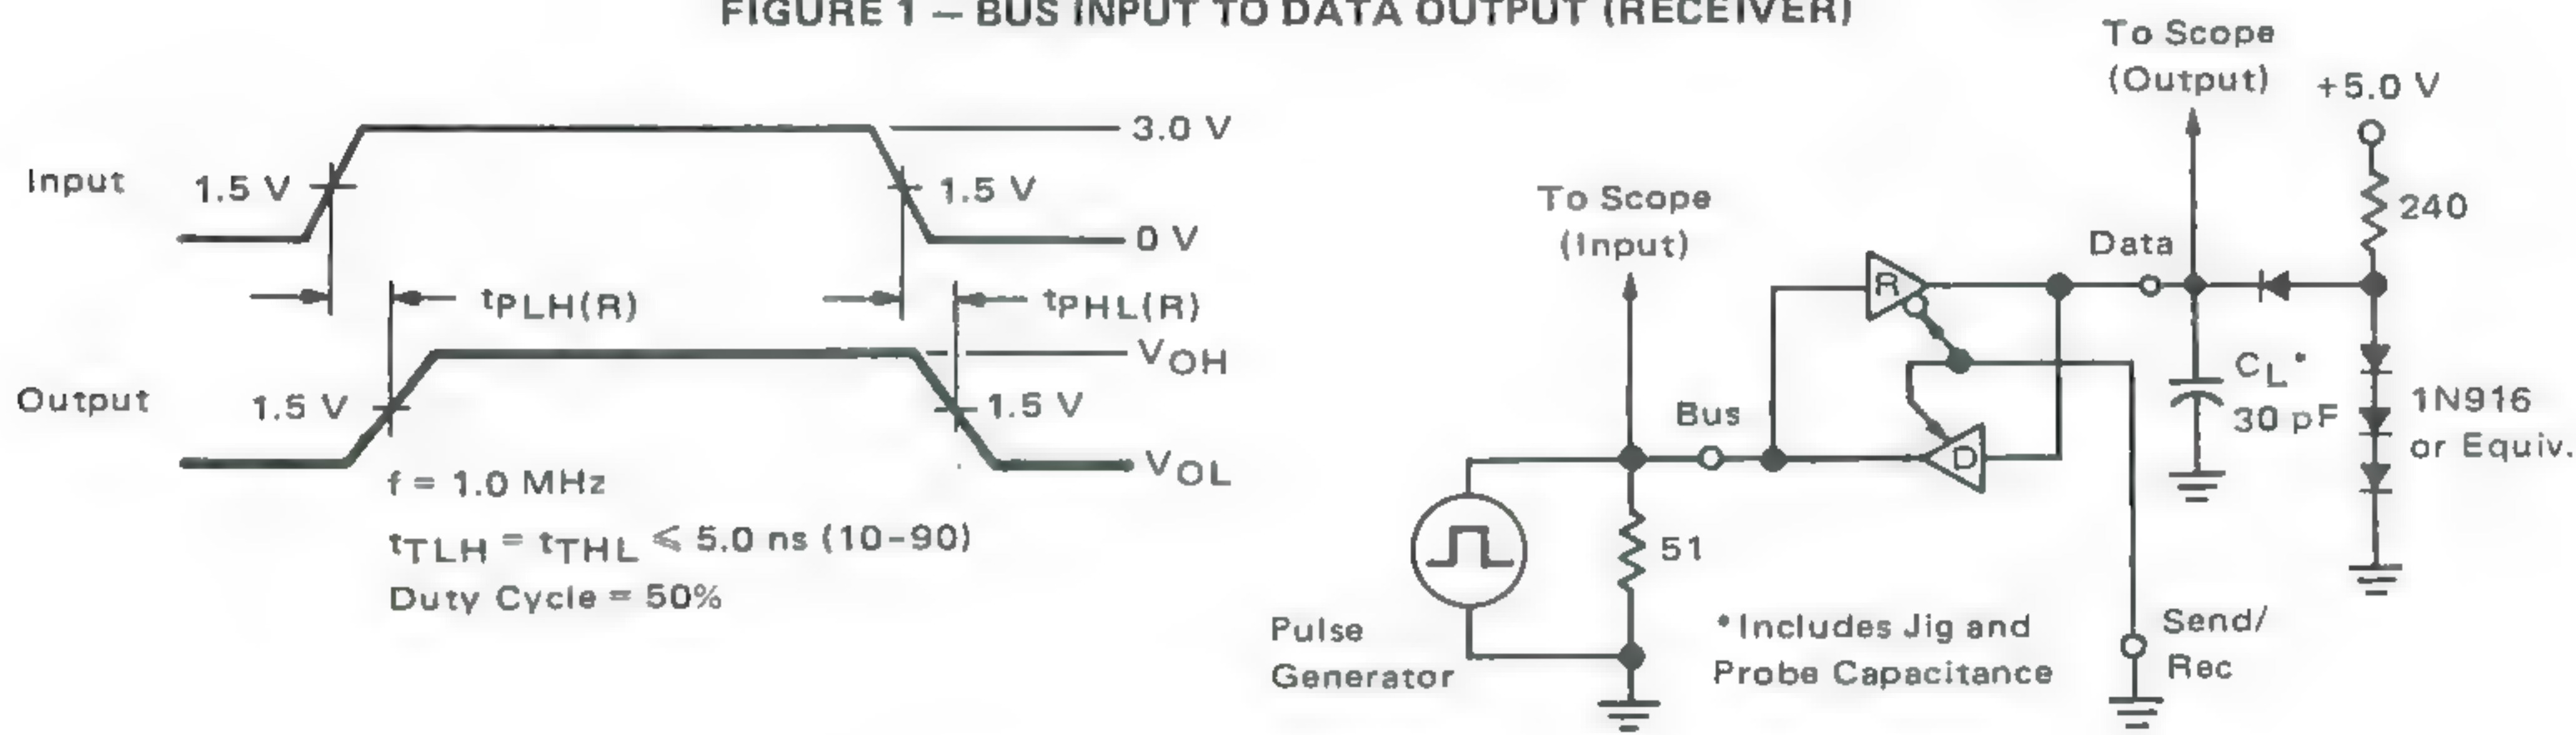 FIGURE 1 – BUS INPUT TO DATA OUTPUT (RECEIVER)
Input
1.5 V
1.5 V
3.0 V
0 V
tPLH(R)
tPHL(R)
Output
1.5 V
1.5 V
VOH
VOL
f = 1.0 MHz
tTLH = tTHL ≤ 5.0 ns (10-90)
Duty Cycle = 50%
To Scope
(Input)
To Scope
(Output)
+5.0 V
240
Data
R
D
Bus
CL*
30 pF
1N916
or Equiv.
51
Pulse
Generator
*Includes Jig and
Probe Capacitance
Send/
Rec